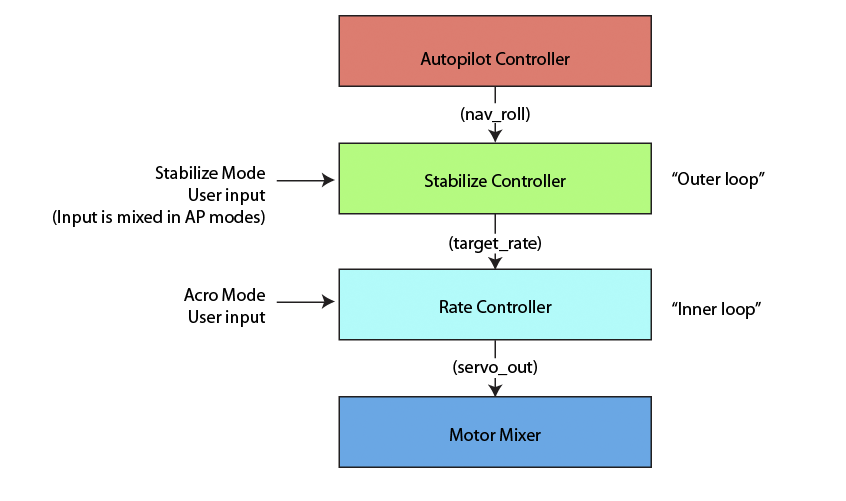 Autopilot Controller
(nav_roll)
Stabilize Mode
User input
(Input is mixed in AP modes)
Stabilize Controller
“Outer loop”
(target_rate)
Acro Mode
User input
Rate Controller
“Inner loop”
(servo_out)
Motor Mixer